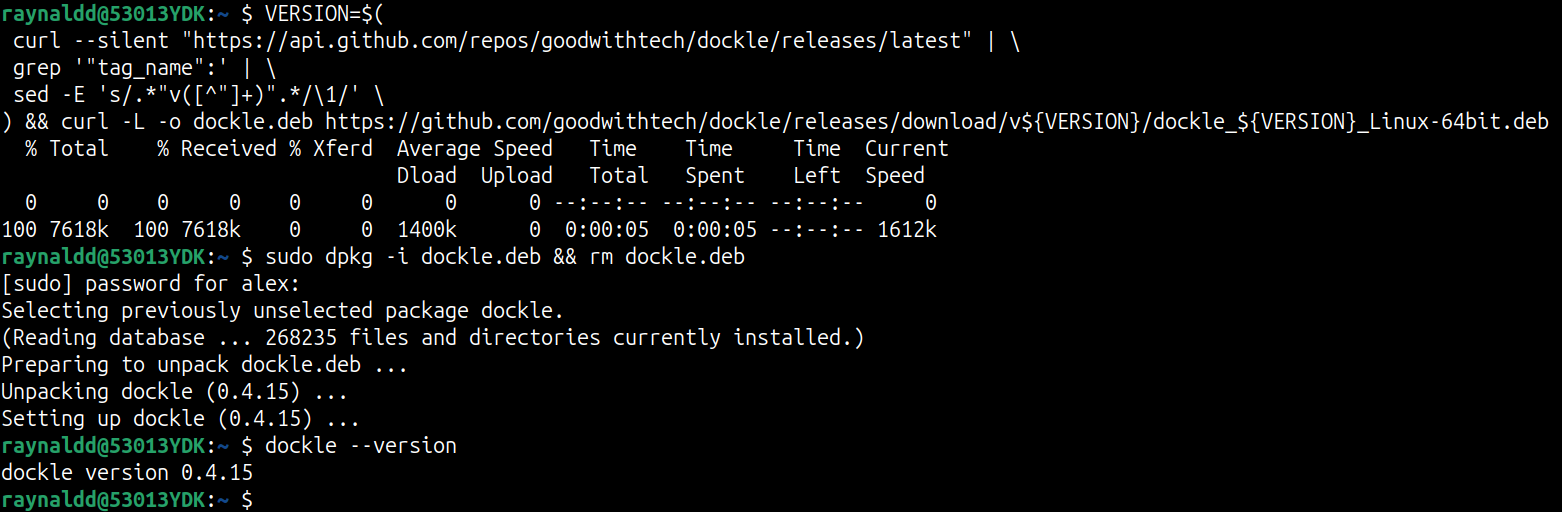 raynaldd@53013YDK:~ $ VERSION=$(
 curl --silent "https://api.github.com/repos/goodwithtech/dockle/releases/latest" | \
 grep '"tag_name":' | \
 sed -E 's/.*"v([^"]+)".*/\1/' \
) && curl -L -o dockle.deb https://github.com/goodwithtech/dockle/releases/download/v${VERSION}/dockle_${VERSION}_Linux-64bit.deb
  % Total    % Received % Xferd  Average Speed   Time    Time     Time  Current
                                 Dload  Upload   Total   Spent    Left  Speed
  0     0    0     0    0     0      0      0 --:--:-- --:--:-- --:--:--     0
100 7618k  100 7618k    0     0  1400k      0  0:00:05  0:00:05 --:--:-- 1612k
raynaldd@53013YDK:~ $ sudo dpkg -i dockle.deb && rm dockle.deb
[sudo] password for alex:
Selecting previously unselected package dockle.
(Reading database ... 268235 files and directories currently installed.)
Preparing to unpack dockle.deb ...
Unpacking dockle (0.4.15) ...
Setting up dockle (0.4.15) ...
raynaldd@53013YDK:~ $ dockle --version
dockle version 0.4.15
raynaldd@53013YDK:~ $